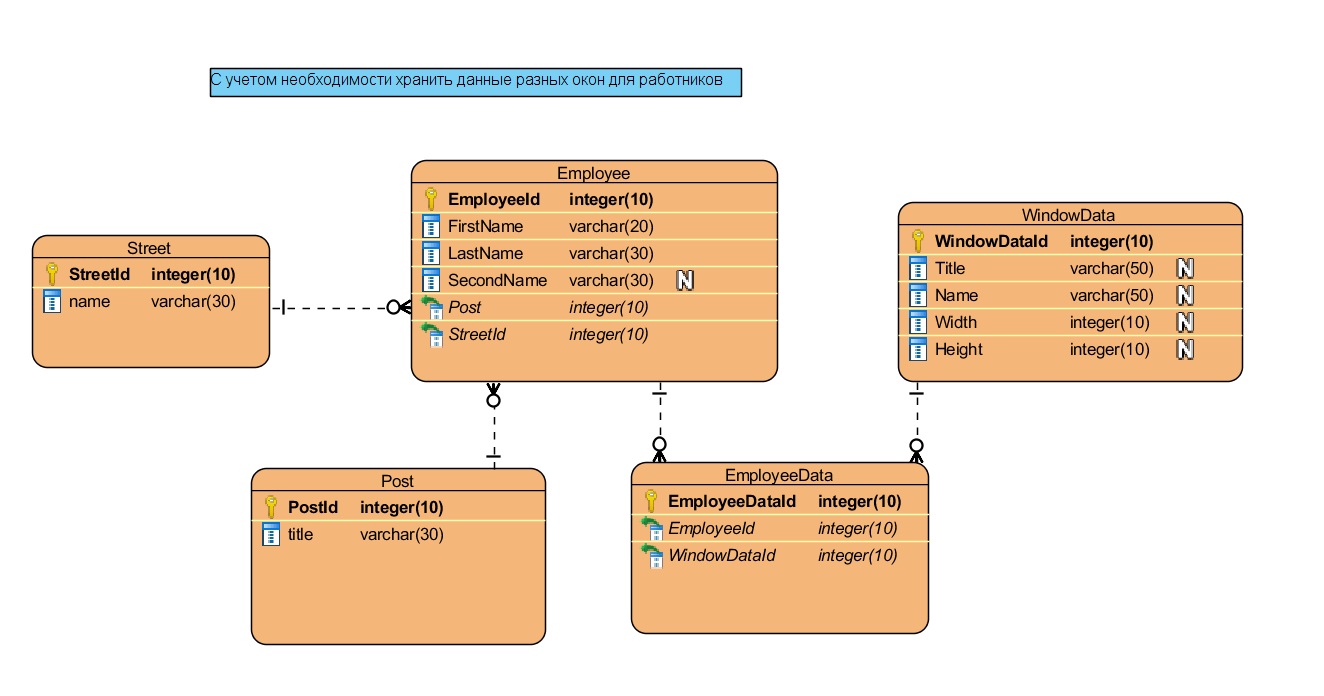 С учетом необходимости хранить данные разных окон для работников
Employee
EmployeeId integer(10)
FirstName varchar(20)
LastName varchar(30)
SecondName varchar(30) N
Post integer(10)
StreetId integer(10)
WindowData
WindowDataId integer(10)
Title varchar(50) N
Name varchar(50) N
Width integer(10) N
Height integer(10) N
Street
StreetId integer(10)
name varchar(30)
Post
PostId integer(10)
title varchar(30)
EmployeeData
EmployeeDataId integer(10)
EmployeeId integer(10)
WindowDataId integer(10)